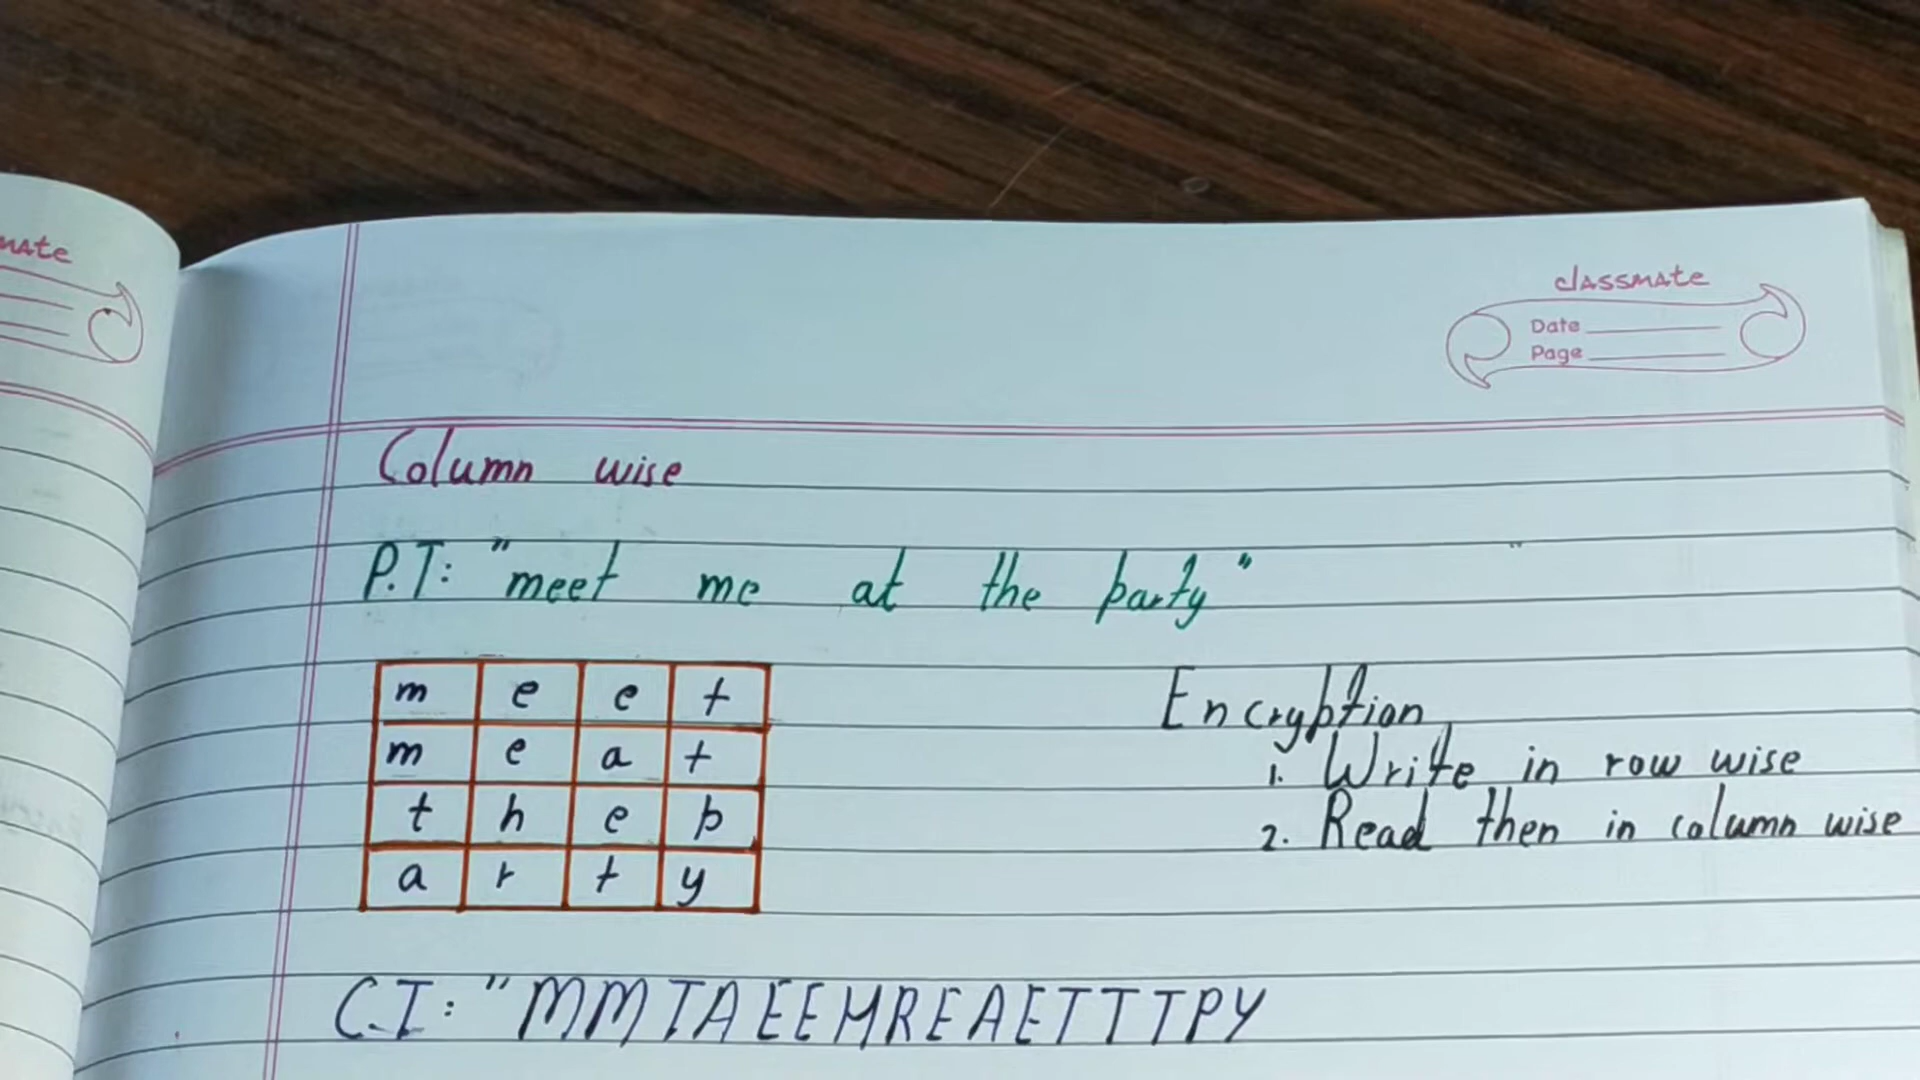 mate
classmate
Date
Page
Column wise
P.T: "meet me at the party"
m e e t
m e a t
t h e p
a r t y
Encryption
1. Write in row wise
2. Read then in column wise
C.T: "MMTAEEHREAETTTPY